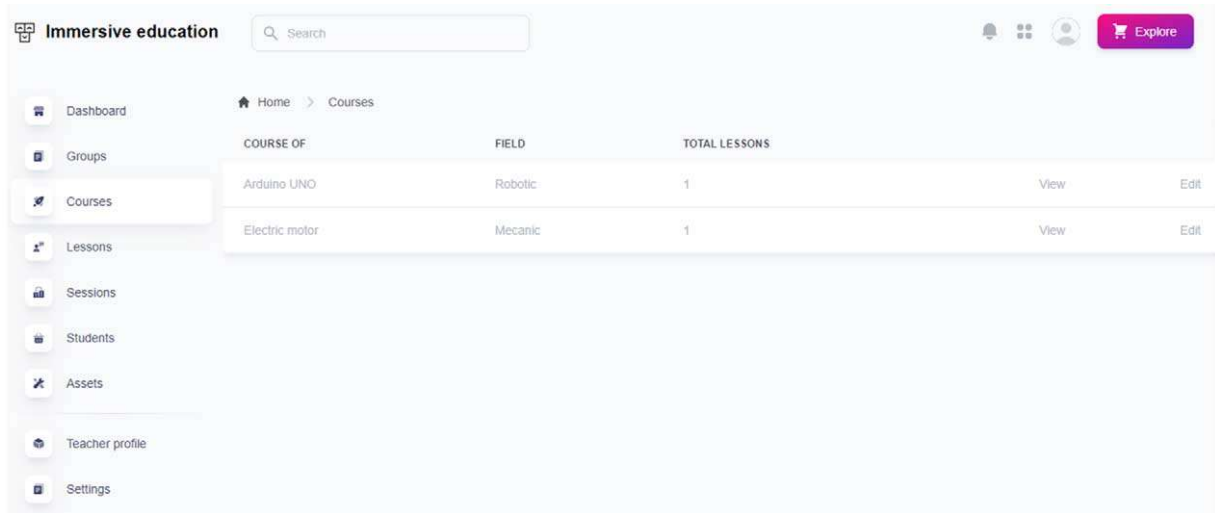 Immersive education
Search
Explore
Dashboard
Groups
Courses
Lessons
Sessions
Students
Assets
Teacher profile
Settings
Home > Courses
COURSE OF FIELD TOTAL LESSONS
Arduino UNO Robotic 1 View Edit
Electric motor Mecanic 1 View Edit